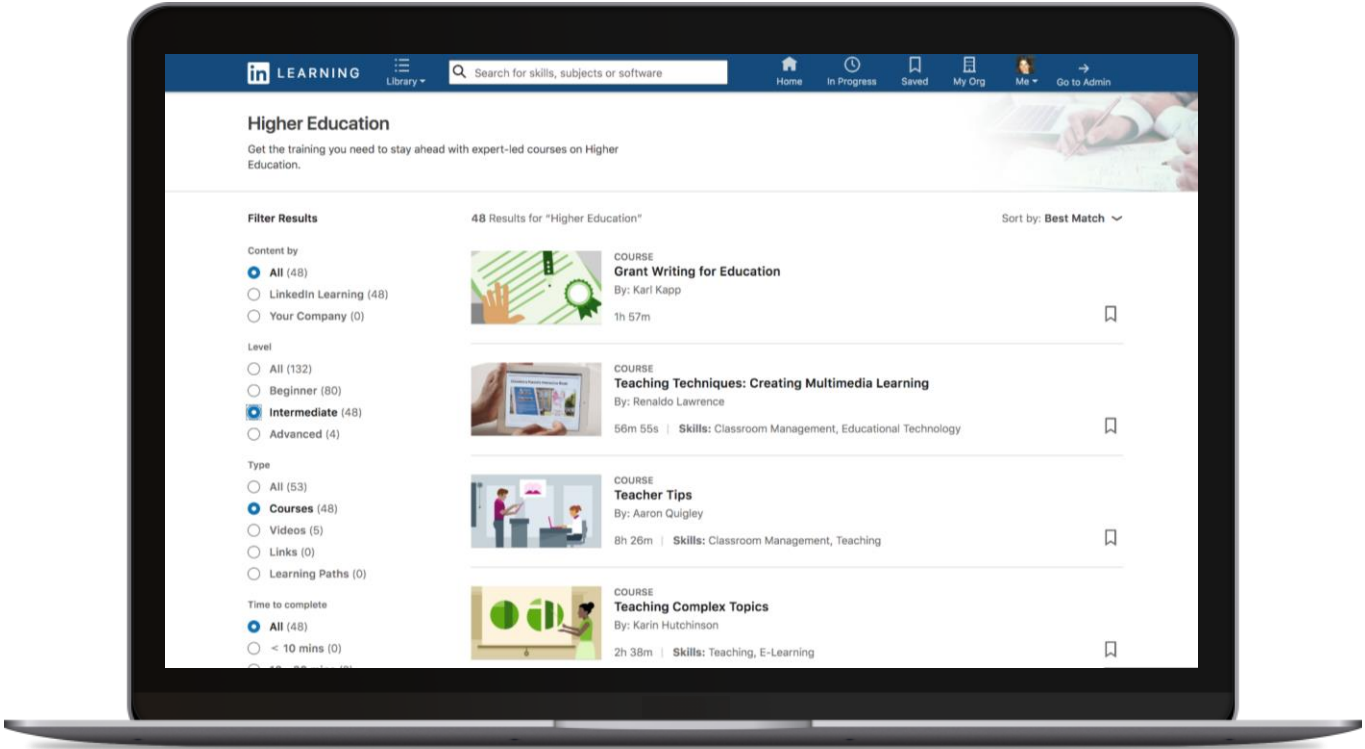 in LEARNING
Library
Search for skills, subjects or software
Home
In Progress
Saved
My Org
Me
Go to Admin
Higher Education
Get the training you need to stay ahead with expert-led courses on Higher
Education.
Filter Results
48 Results for "Higher Education"
Sort by: Best Match
Content by
All (48)
LinkedIn Learning (48)
Your Company (0)
Level
All (132)
Beginner (80)
Intermediate (48)
Advanced (4)
Type
All (53)
Courses (48)
Videos (5)
Links (0)
Learning Paths (0)
Time to complete
All (48)
< 10 mins (0)
COURSE
Grant Writing for Education
By: Karl Kapp
1h 57m
COURSE
Teaching Techniques: Creating Multimedia Learning
By: Renaldo Lawrence
56m 55s | Skills: Classroom Management, Educational Technology
COURSE
Teacher Tips
By: Aaron Quigley
8h 26m | Skills: Classroom Management, Teaching
COURSE
Teaching Complex Topics
By: Karin Hutchinson
2h 38m | Skills: Teaching, E-Learning